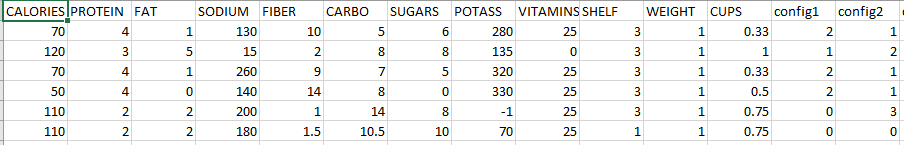 CALORIES PROTEIN FAT SODIUM FIBER CARBO SUGARS POTASS VITAMINS SHELF WEIGHT CUPS config1 config2
70 4 1 130 10 5 6 280 25 3 1 0.33 2 1
120 3 5 15 2 8 8 135 0 3 1 1 1 2
70 4 1 260 9 7 5 320 25 3 1 0.33 2 1
50 4 0 140 14 8 0 330 25 3 1 0.5 2 1
110 2 2 200 1 14 8 -1 25 3 1 0.75 0 3
110 2 2 180 1.5 10.5 10 70 25 1 1 0.75 0 0